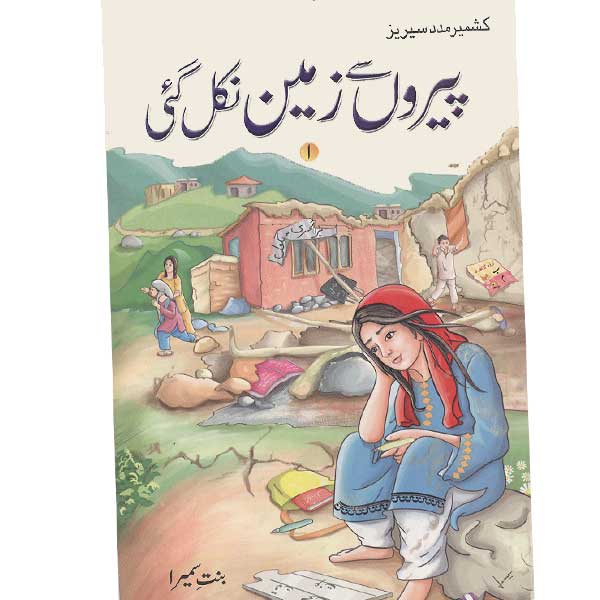 کشمیر مدد سیریز
پیروں سے زمین نکل گئی
۱
بنتِ سمیرا